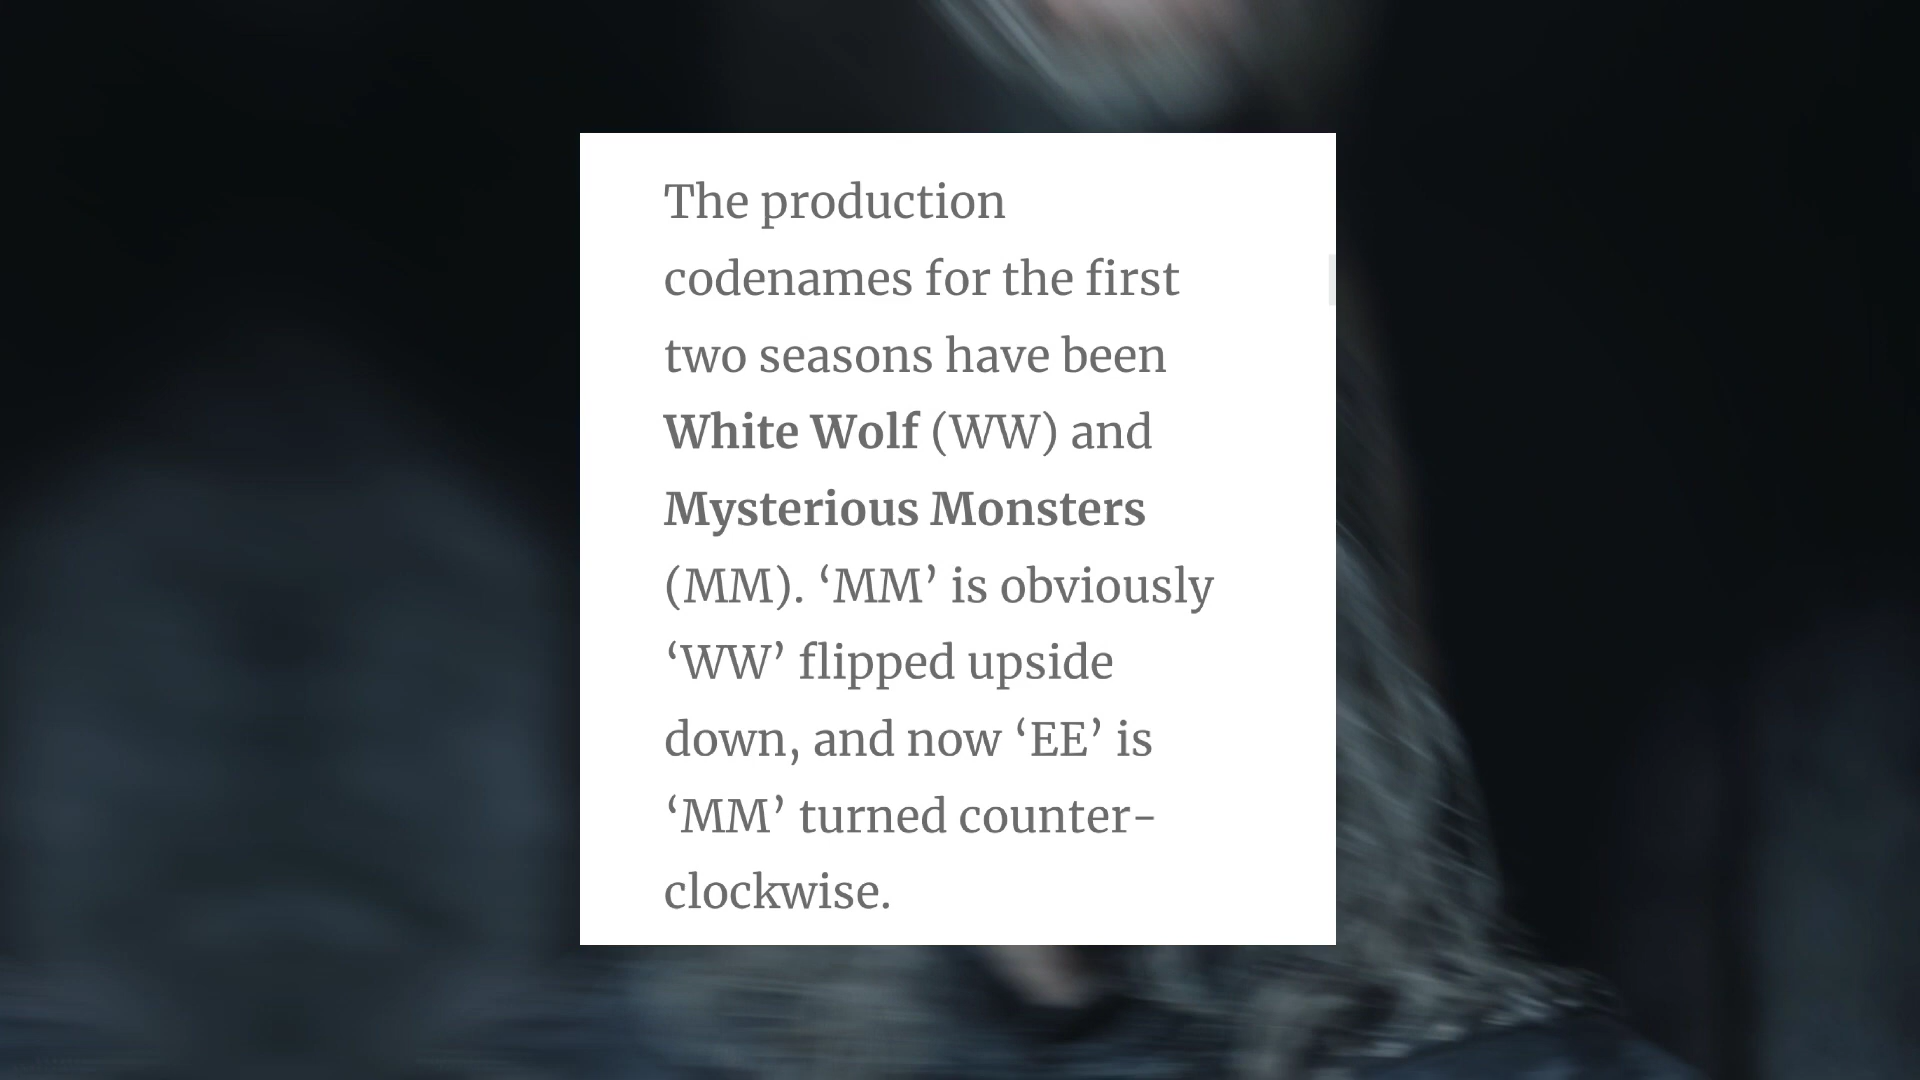 The production
codenames for the first
two seasons have been
White Wolf (WW) and
Mysterious Monsters
(MM). ‘MM’ is obviously
‘WW’ flipped upside
down, and now ‘EE’ is
‘MM’ turned counter-
clockwise.